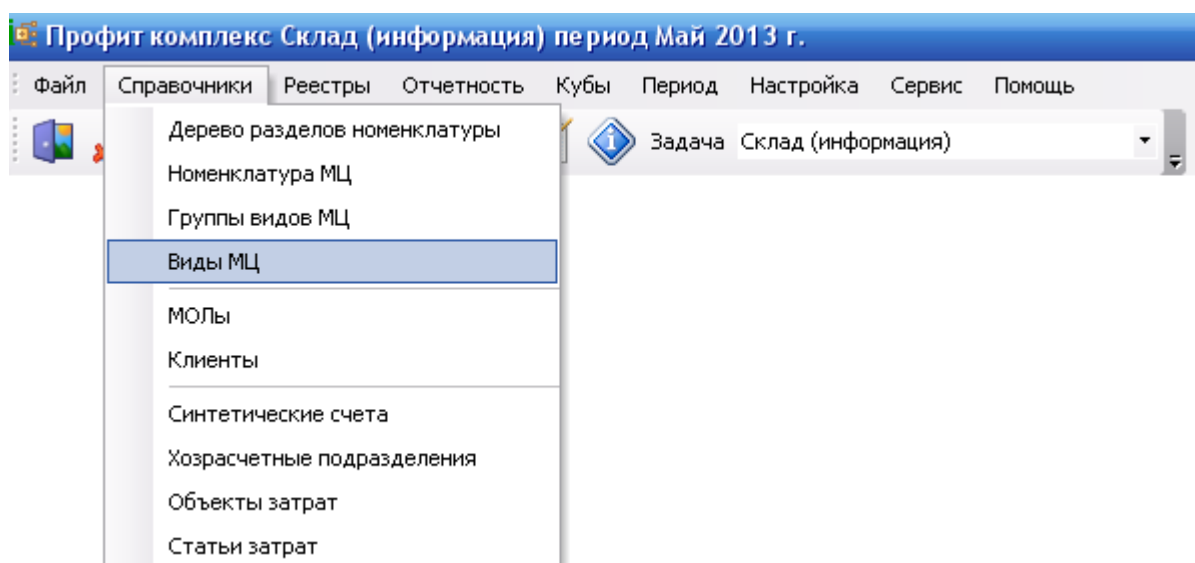 Профит комплекс Склад (информация) период Май 2013 г.
Файл Справочники Реестры Отчетность Кубы Период Настройка Сервис Помощь
Задача Склад (информация)
Дерево разделов номенклатуры
Номенклатура МЦ
Группы видов МЦ
Виды МЦ
МОЛы
Клиенты
Синтетические счета
Хозрасчетные подразделения
Объекты затрат
Статьи затрат